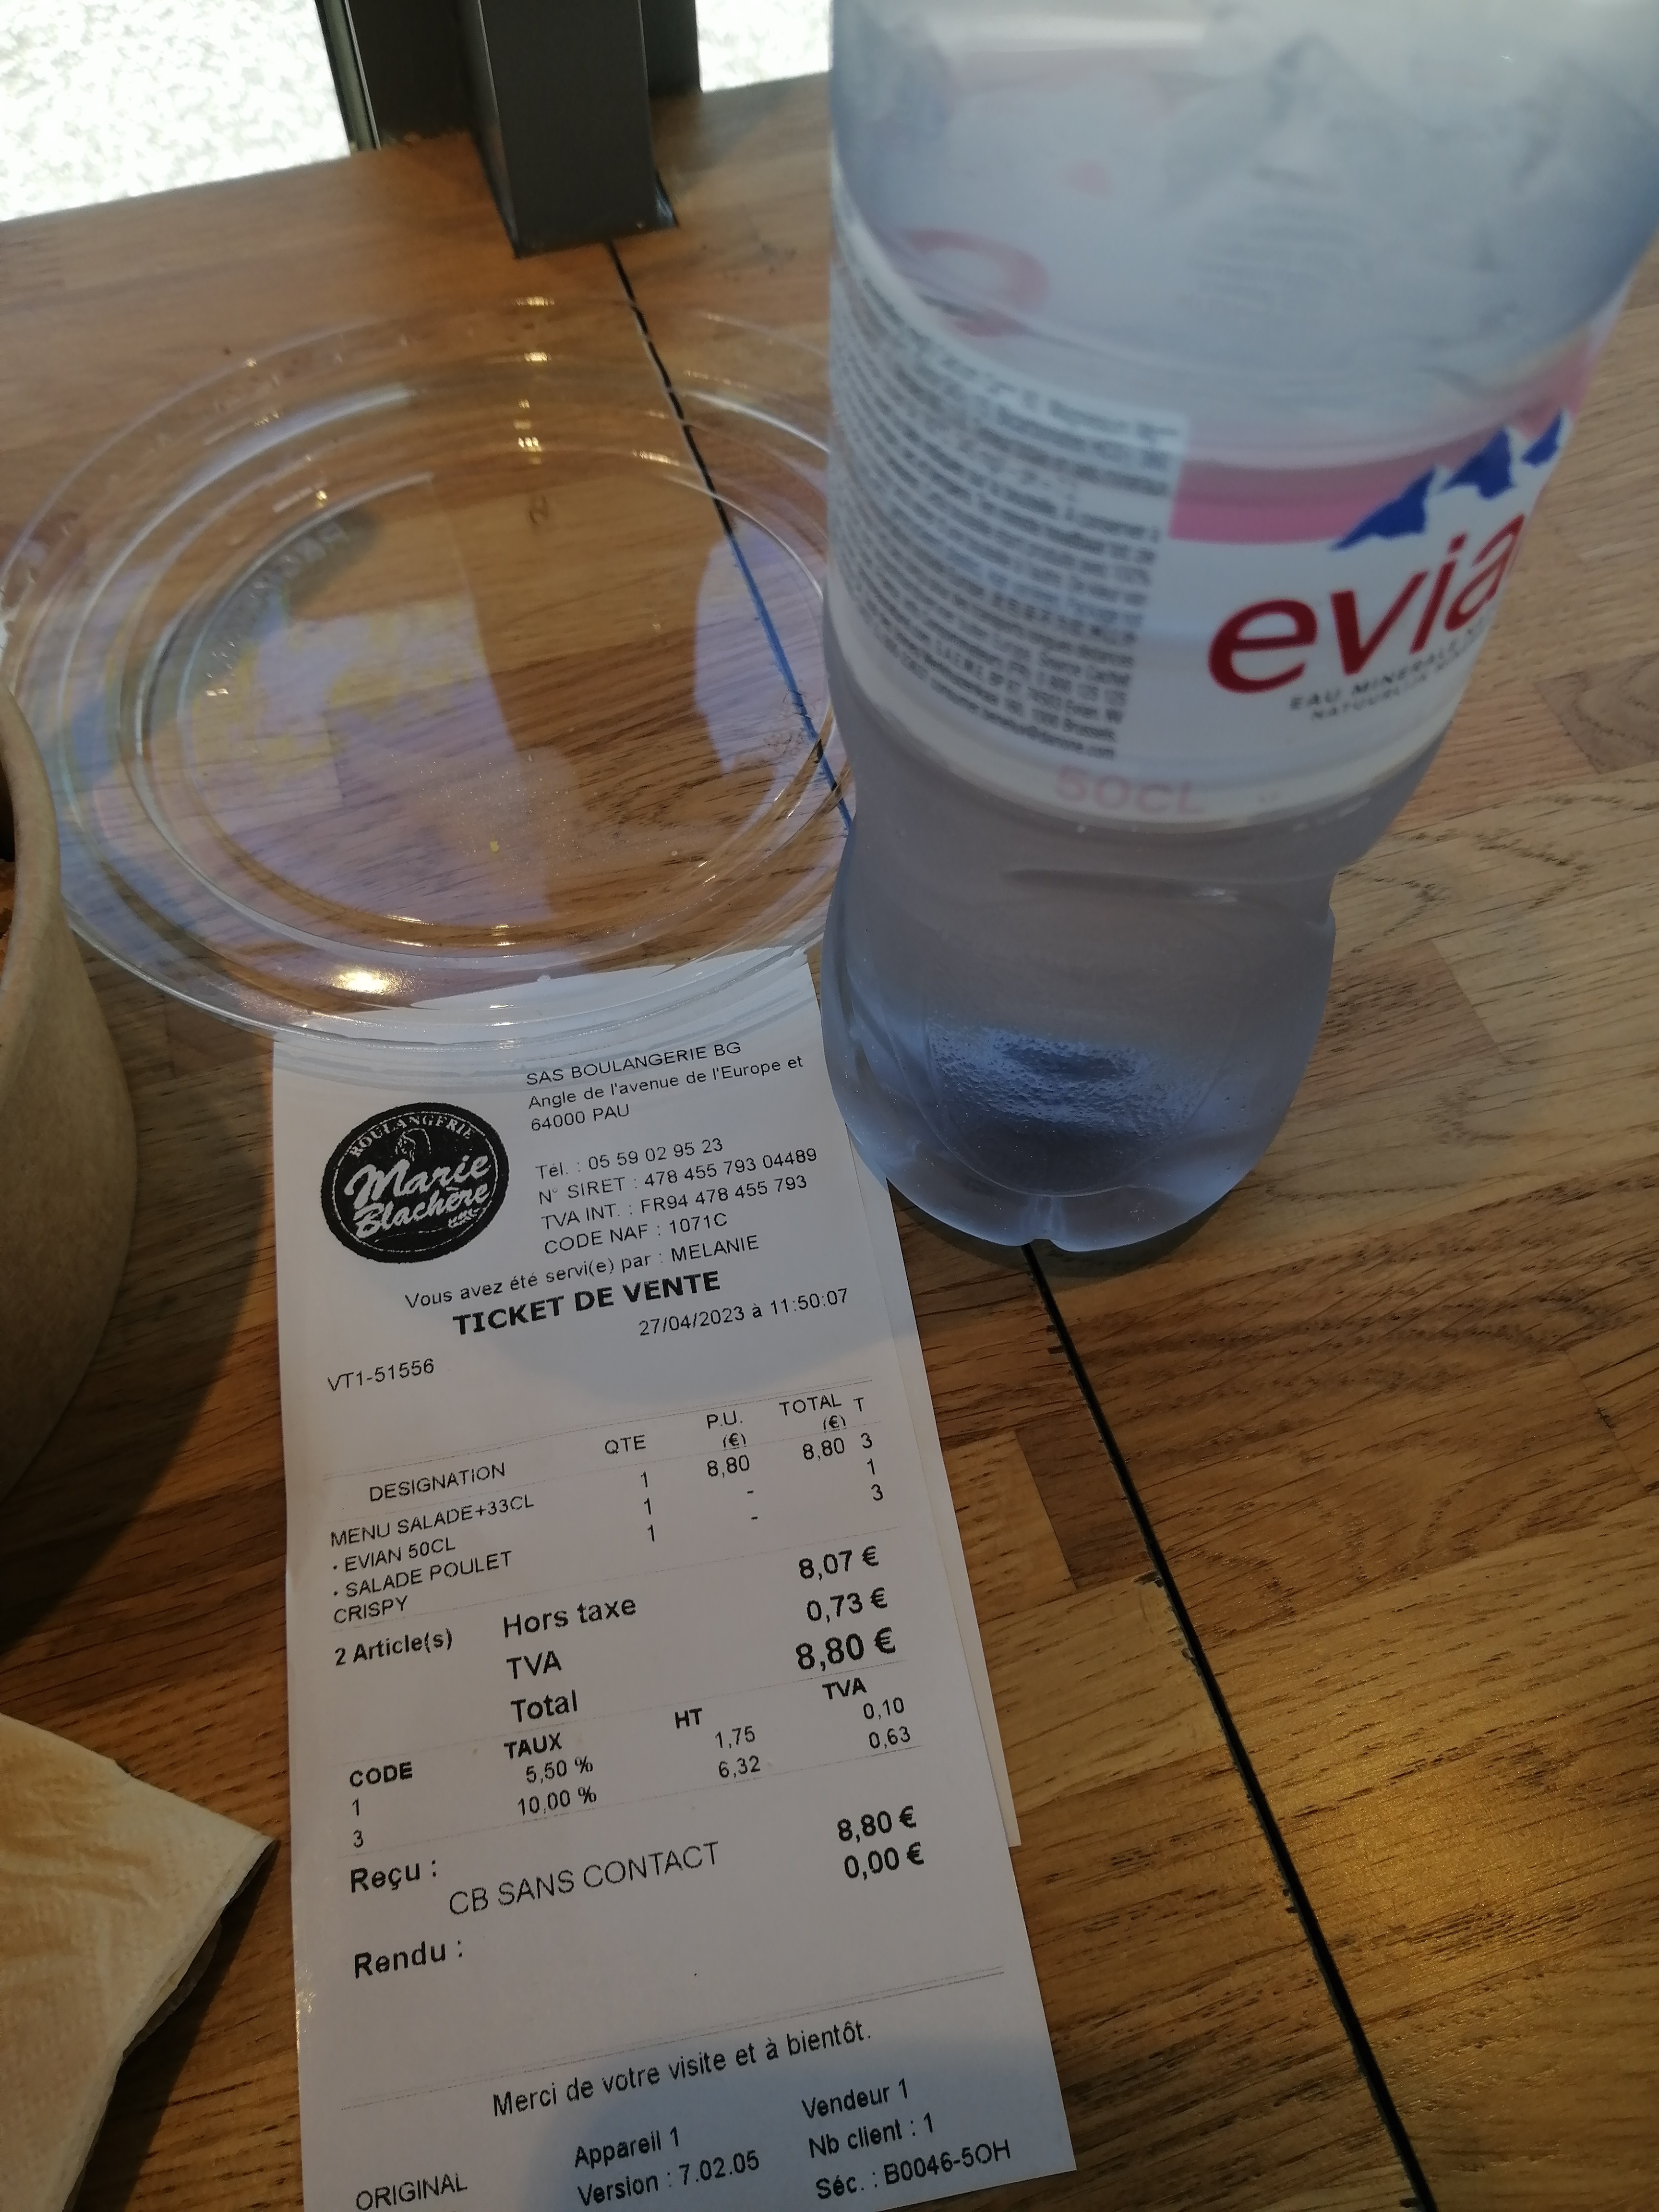 evia
EAU MINERALE
50CL
SAS BOULANGERIE BG
Angle de l'avenue de l'Europe et
64000 PAU
BOULANGERIE
Marie
Blachère
Tél. : 05 59 02 95 23
N° SIRET : 478 455 793 04489
TVA INT. : FR94 478 455 793
CODE NAF : 1071C
Vous avez été servi(e) par : MELANIE
TICKET DE VENTE
27/04/2023 à 11:50:07
VT1-51556
DESIGNATION QTE P.U. (€) TOTAL (€) T
MENU SALADE+33CL 1 8,80 8,80 3
· EVIAN 50CL 1 - 1
· SALADE POULET 1 - 3
CRISPY
2 Article(s) Hors taxe 8,07 €
TVA 0,73 €
Total 8,80 €
CODE TAUX HT TVA
1 5,50 % 1,75 0,10
3 10,00 % 6,32 0,63
Reçu :
CB SANS CONTACT 8,80 €
Rendu : 0,00 €
Merci de votre visite et à bientôt.
Appareil 1 Vendeur 1
Version : 7.02.05 Nb client : 1
ORIGINAL Séc. : B0046-5OH